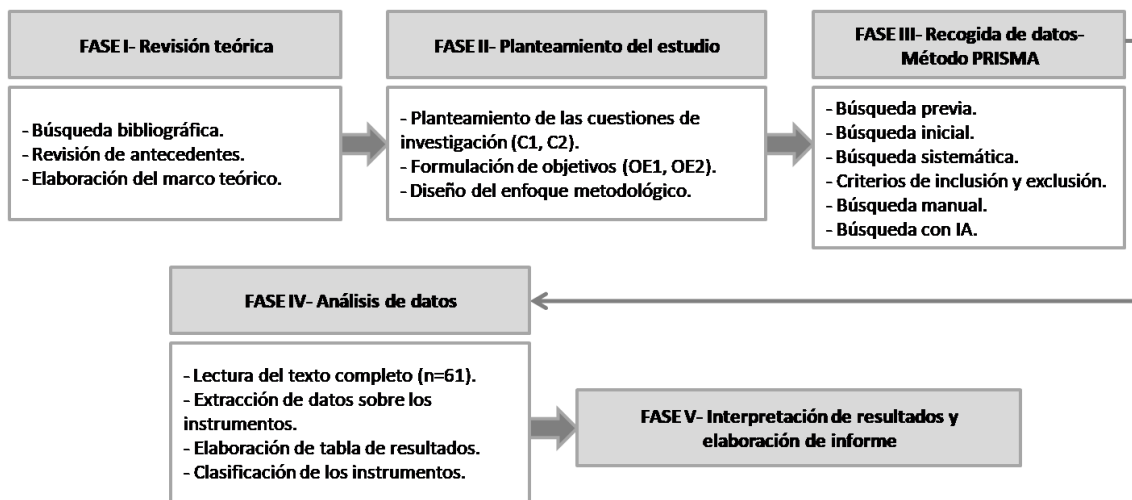 FASE I- Revisión teórica
- Búsqueda bibliográfica.
- Revisión de antecedentes.
- Elaboración del marco teórico.
FASE II- Planteamiento del estudio
- Planteamiento de las cuestiones de
investigación (C1, C2).
- Formulación de objetivos (OE1, OE2).
- Diseño del enfoque metodológico.
FASE III- Recogida de datos-
Método PRISMA
- Búsqueda previa.
- Búsqueda inicial.
- Búsqueda sistemática.
- Criterios de inclusión y exclusión.
- Búsqueda manual.
- Búsqueda con IA.
FASE IV- Análisis de datos
- Lectura del texto completo (n=61).
- Extracción de datos sobre los
instrumentos.
- Elaboración de tabla de resultados.
- Clasificación de los instrumentos.
FASE V- Interpretación de resultados y
elaboración de informe